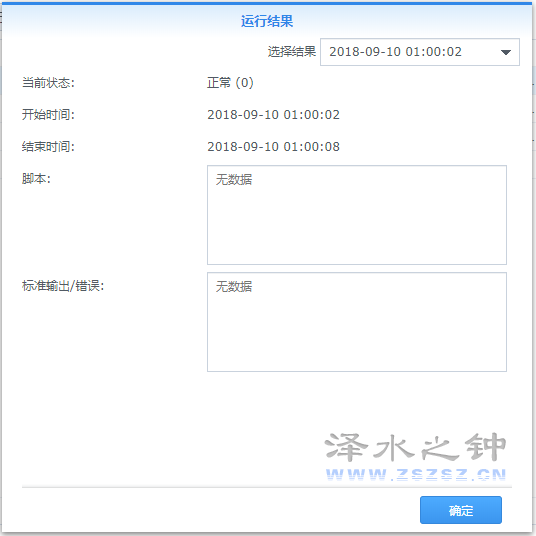 运行结果
选择结果 2018-09-10 01:00:02
当前状态: 正常 (0)
开始时间: 2018-09-10 01:00:02
结束时间: 2018-09-10 01:00:08
脚本: 无数据
标准输出/错误: 无数据
泽水之钟
WWW.ZSZSZ.CN
确定